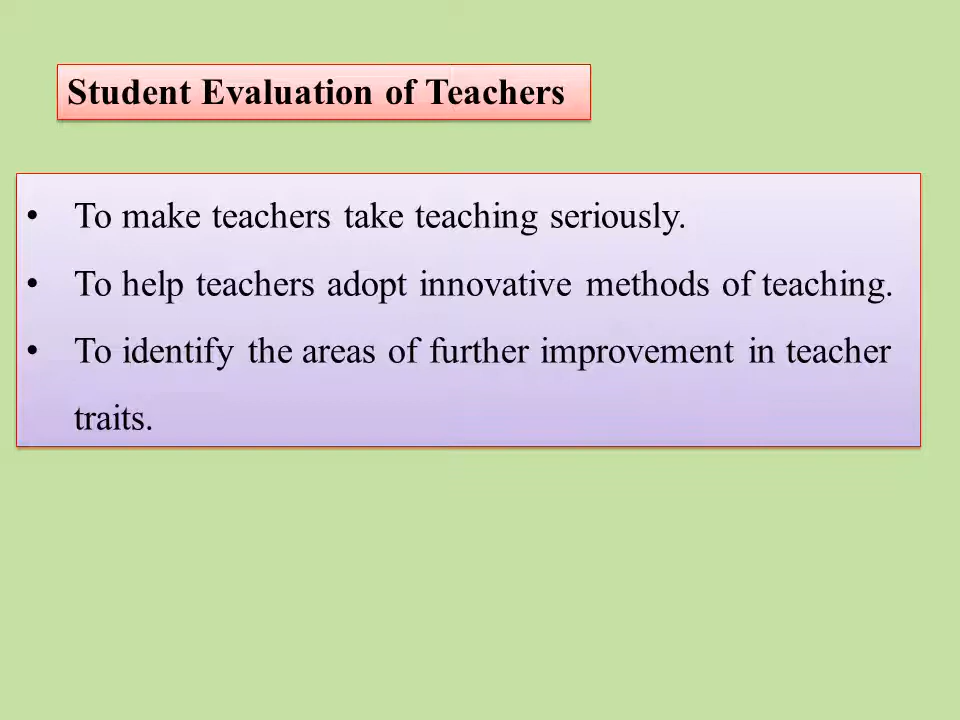 Student Evaluation of Teachers
• To make teachers take teaching seriously.
• To help teachers adopt innovative methods of teaching.
• To identify the areas of further improvement in teacher
traits.